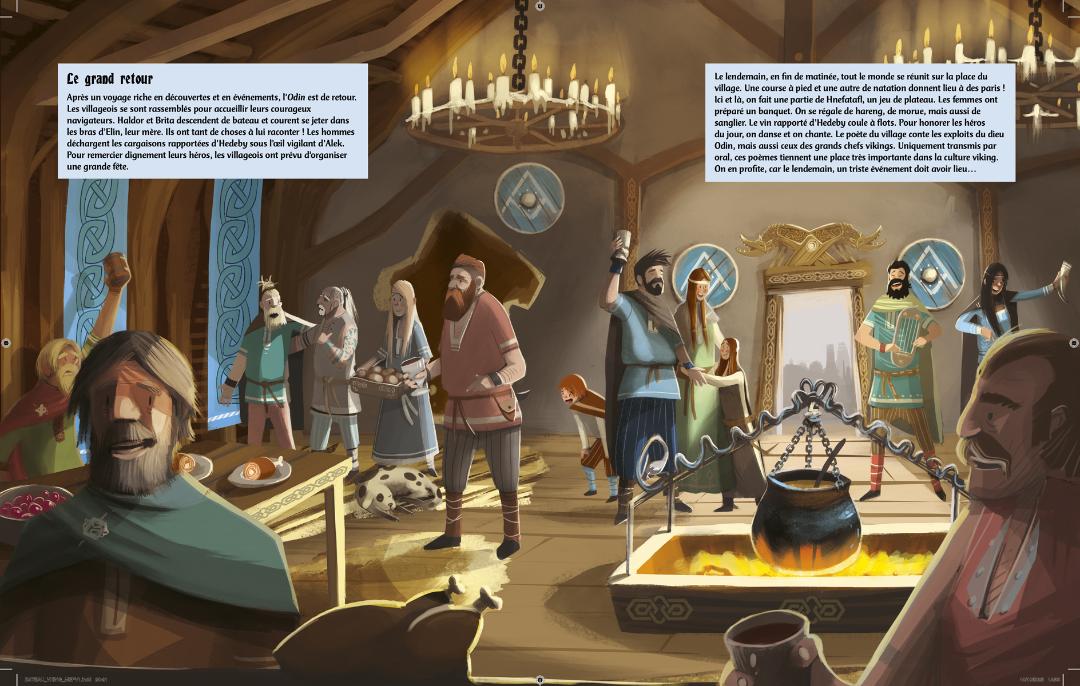 Le grand retour
Après un voyage riche en découvertes et en événements, l'Odin est de retour.
Les villageois se sont rassemblés pour accueillir leurs courageux
navigateurs. Haldor et Brita descendent de bateau et courent se jeter dans
les bras d'Elin, leur mère. Ils ont tant de choses à lui raconter ! Les hommes
déchargent les cargaisons rapportées d'Hedeby sous l'œil vigilant d'Alek.
Pour remercier dignement leurs héros, les villageois ont prévu d'organiser
une grande fête.
Le lendemain, en fin de matinée, tout le monde se réunit sur la place du
village. Une course à pied et une autre de natation donnent lieu à des paris !
Ici et là, on fait une partie de Hnefatafl, un jeu de plateau. Les femmes ont
préparé un banquet. On se régale de hareng, de morue, mais aussi de
sanglier. Le vin rapporté d'Hedeby coule à flots. Pour honorer les héros
du jour, on danse et on chante. Le poète du village conte les exploits du dieu
Odin, mais aussi ceux des grands chefs vikings. Uniquement transmis par
oral, ces poèmes tiennent une place très importante dans la culture viking.
On en profite, car le lendemain, un triste événement doit avoir lieu…